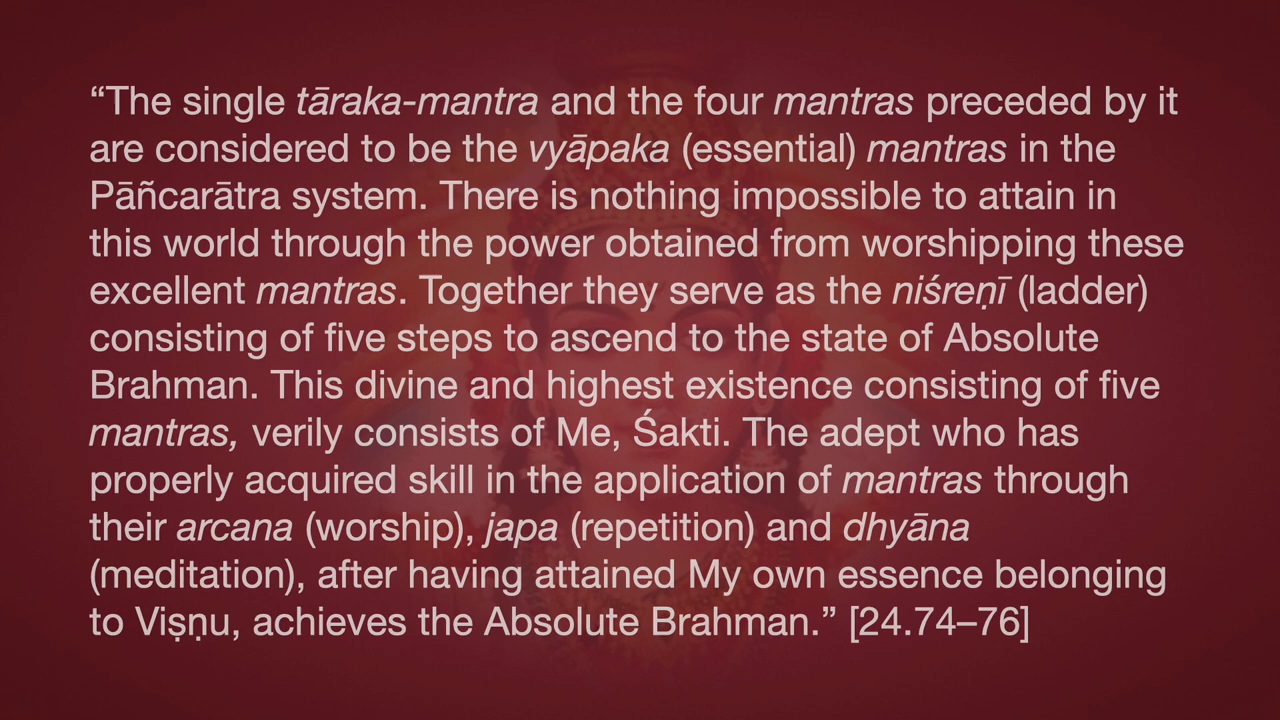 “The single tāraka-mantra and the four mantras preceded by it
are considered to be the vyāpaka (essential) mantras in the
Pāñcarātra system. There is nothing impossible to attain in
this world through the power obtained from worshipping these
excellent mantras. Together they serve as the niśreṇī (ladder)
consisting of five steps to ascend to the state of Absolute
Brahman. This divine and highest existence consisting of five
mantras, verily consists of Me, Śakti. The adept who has
properly acquired skill in the application of mantras through
their arcana (worship), japa (repetition) and dhyāna
(meditation), after having attained My own essence belonging
to Viṣṇu, achieves the Absolute Brahman.” [24.74–76]